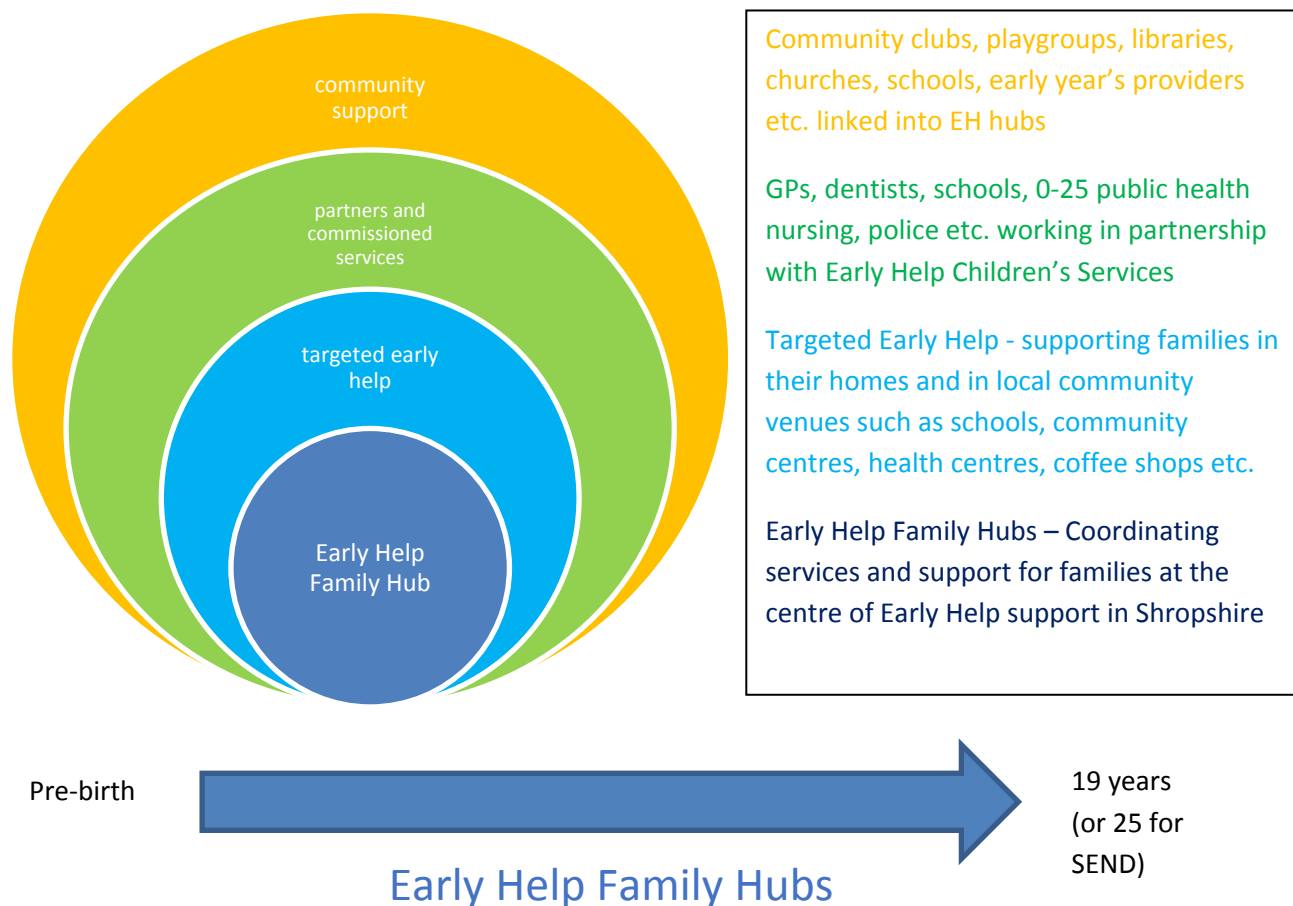 community
support
partners and
commissioned
services
targeted early
help
Early Help
Family Hub
Community clubs, playgroups, libraries,
churches, schools, early year’s providers
etc. linked into EH hubs
GPs, dentists, schools, 0-25 public health
nursing, police etc. working in partnership
with Early Help Children’s Services
Targeted Early Help - supporting families in
their homes and in local community
venues such as schools, community
centres, health centres, coffee shops etc.
Early Help Family Hubs – Coordinating
services and support for families at the
centre of Early Help support in Shropshire
Pre-birth
19 years
(or 25 for
SEND)
Early Help Family Hubs